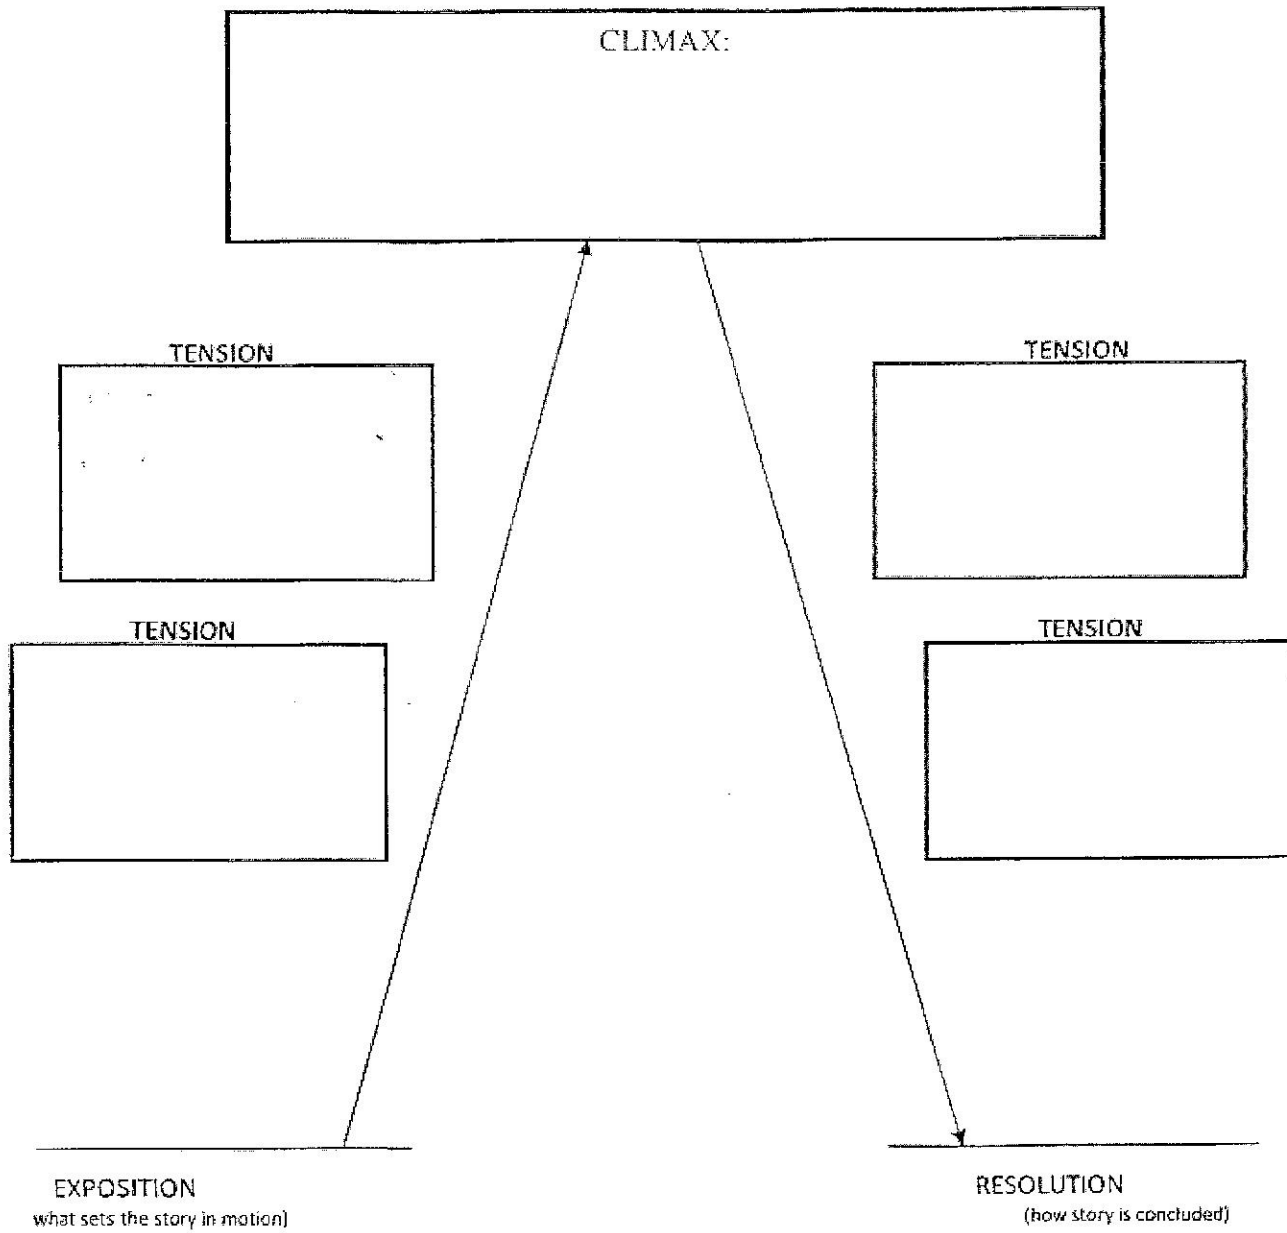 CLIMAX:
TENSION
TENSION
TENSION
TENSION
EXPOSITION
what sets the story in motion)
RESOLUTION
(how story is concluded)